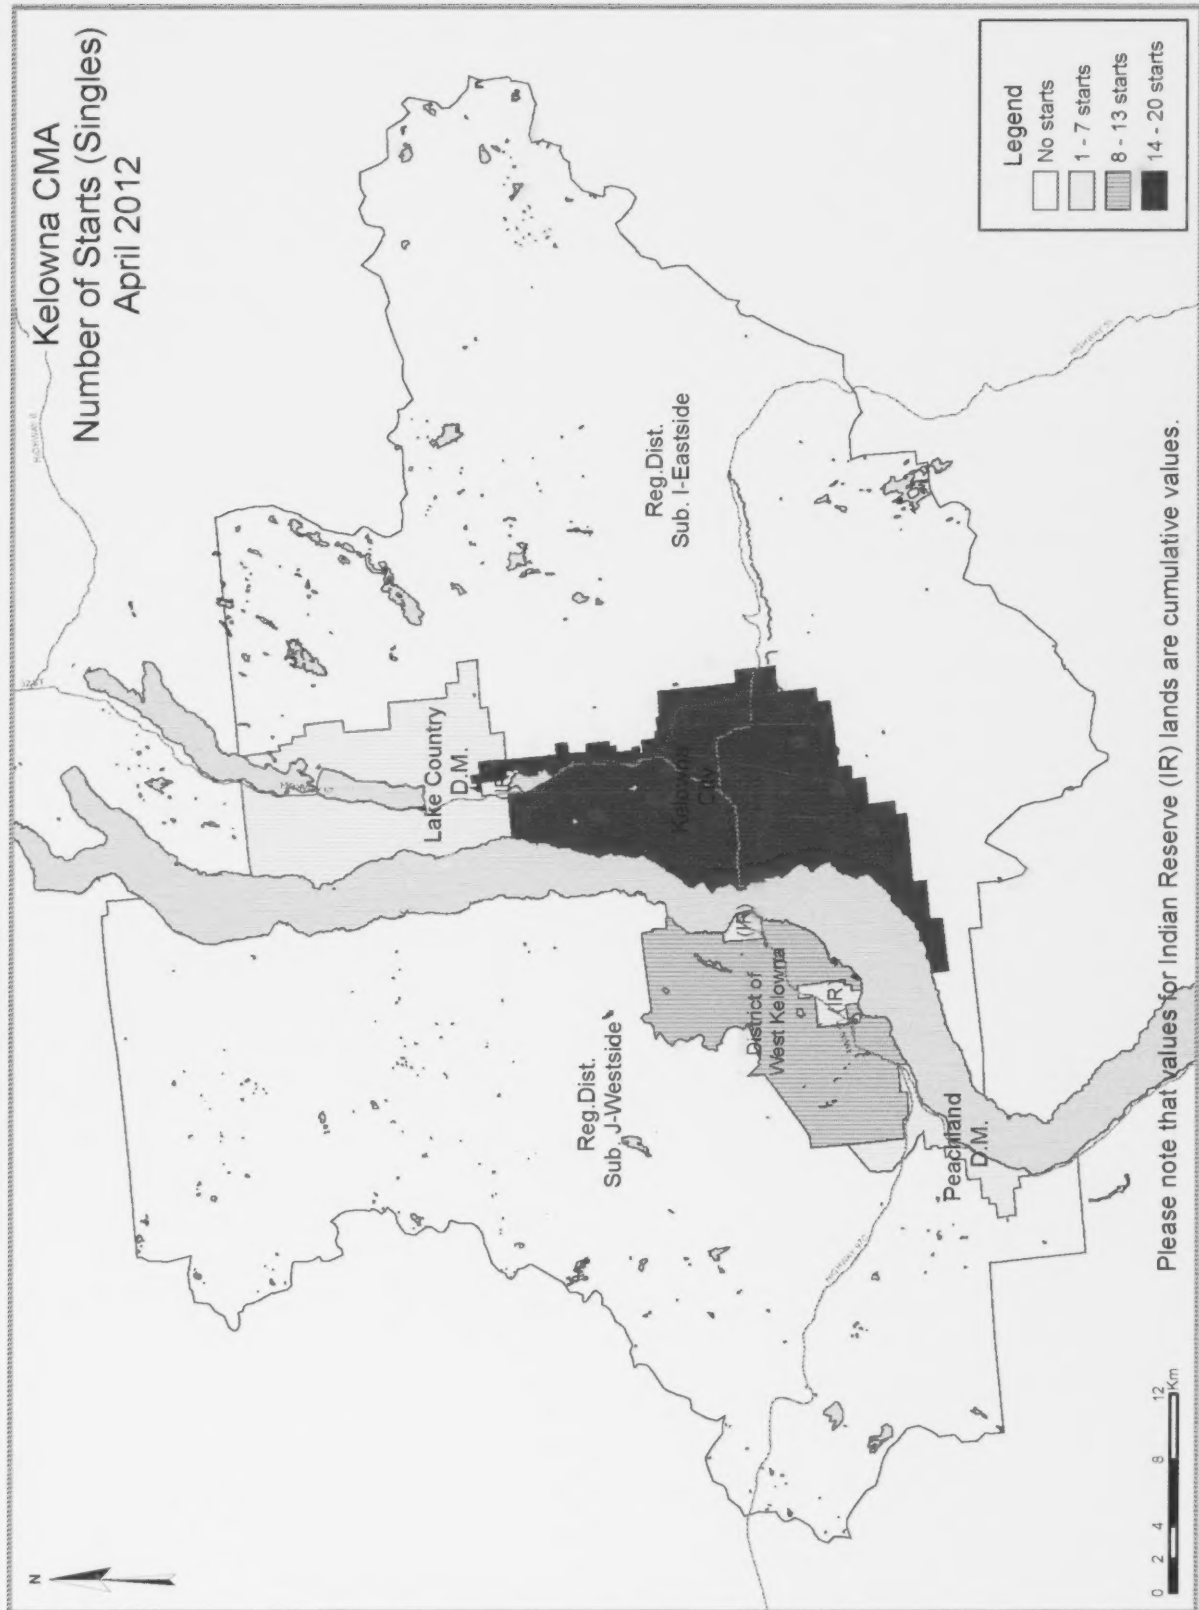 Kelowna CMA
Number of Starts (Singles)
April 2012
N
Lake Country
D.M.
(IR)
Kelowna
City
Reg.Dist.
Sub. I-Eastside
Reg.Dist.
Sub J-Westside
District of
West Kelowna
(IR)
(IR)
Peachland
D.M.
HIGHWAY 97C
Legend
No starts
1 - 7 starts
8 - 13 starts
14 - 20 starts
0 2 4 8 12
Km
Please note that values for Indian Reserve (IR) lands are cumulative values.